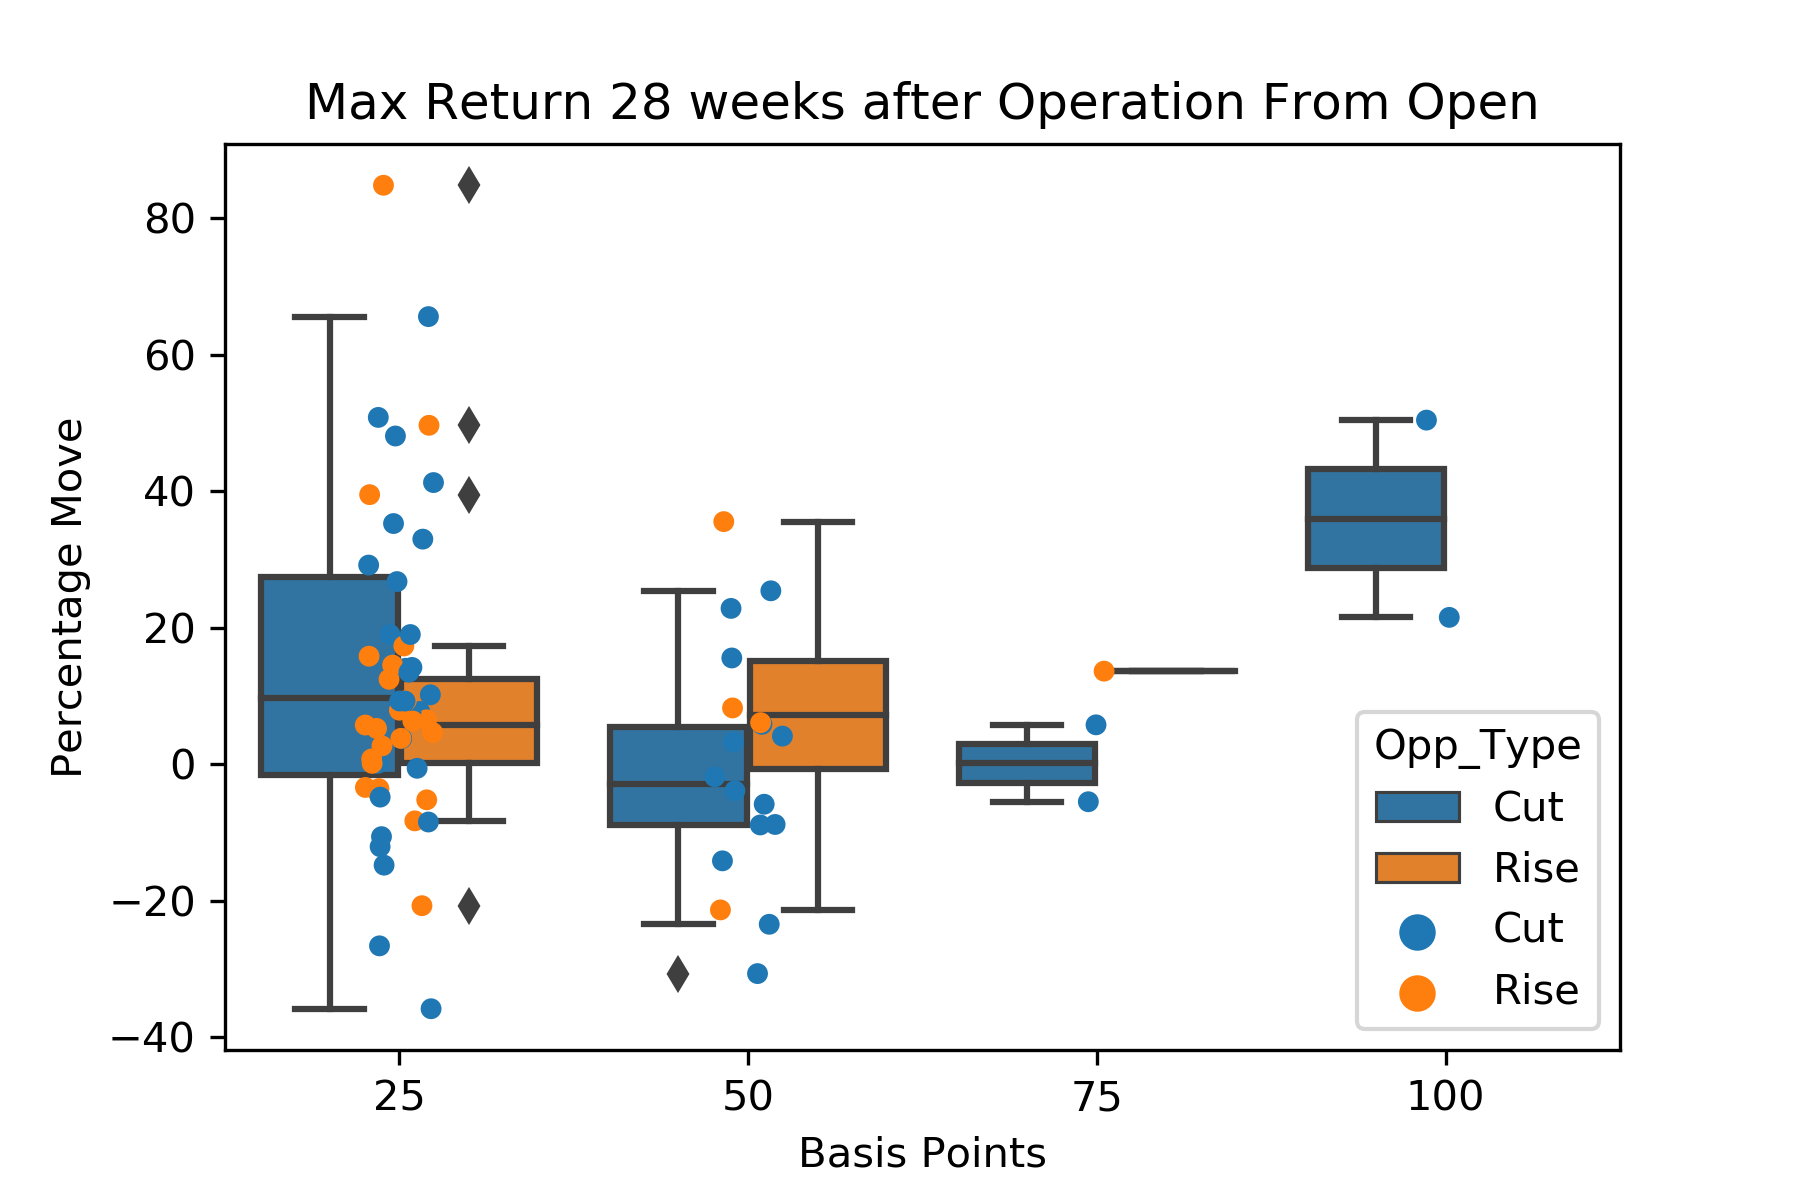 Max Return 28 weeks after Operation From Open
Percentage Move
80
60
40
20
0
−20
−40
25 50 75 100
Basis Points
Opp_Type
Cut
Rise
Cut
Rise